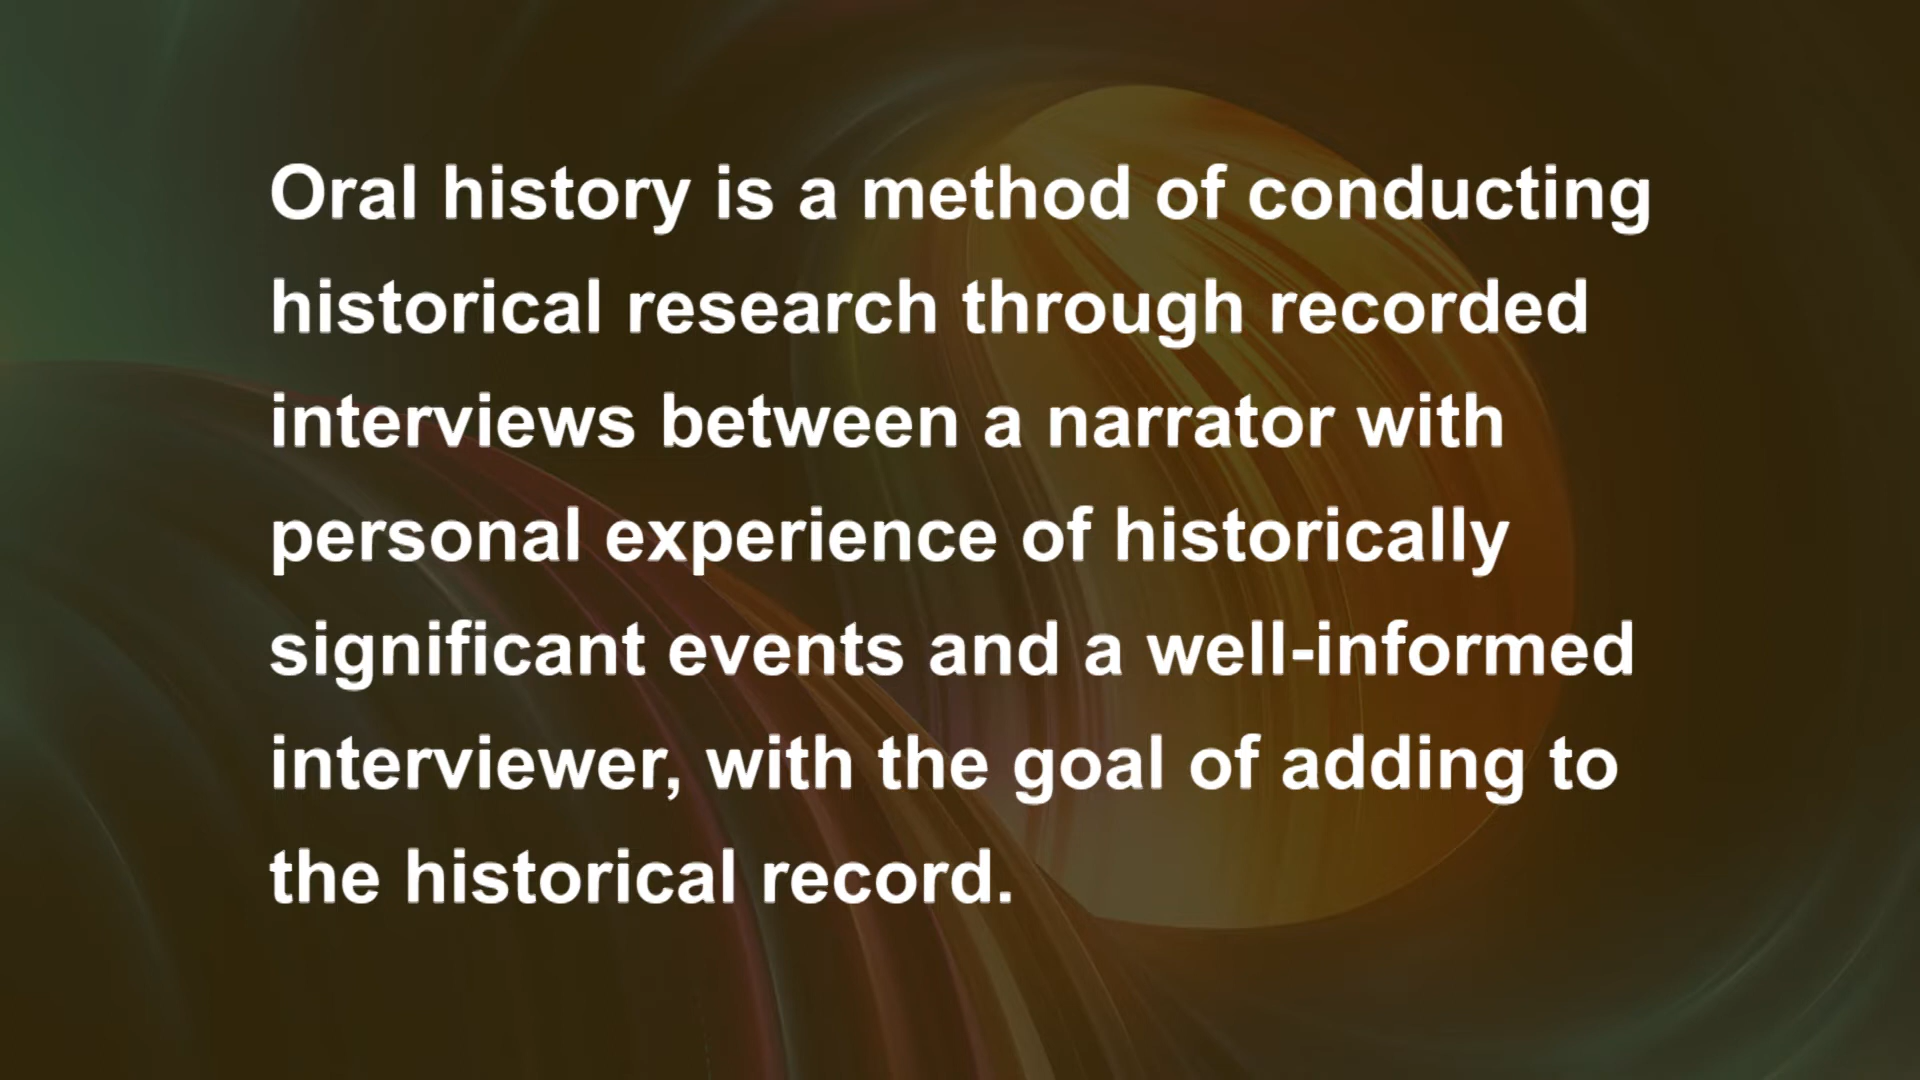 Oral history is a method of conducting
historical research through recorded
interviews between a narrator with
personal experience of historically
significant events and a well-informed
interviewer, with the goal of adding to
the historical record.